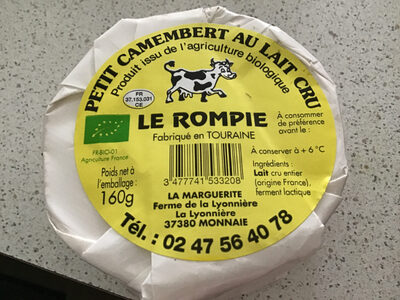 PETIT CAMEMBERT AU LAIT CRU
Produit issu de l'agriculture biologique
FR
37.153.031
CE
LE ROMPIE
Fabriqué en TOURAINE
FR-BIO-01
Agriculture France
Poids net à
l'emballage :
160g
3 477741 533208
À consommer
de préférence
avant le :
À conserver à + 6°C
Ingrédients :
Lait cru entier
(origine France),
ferment lactique
LA MARGUERITE
Ferme de la Lyonnière
La Lyonnière
37380 MONNAIE
Tél. : 02 47 56 40 78